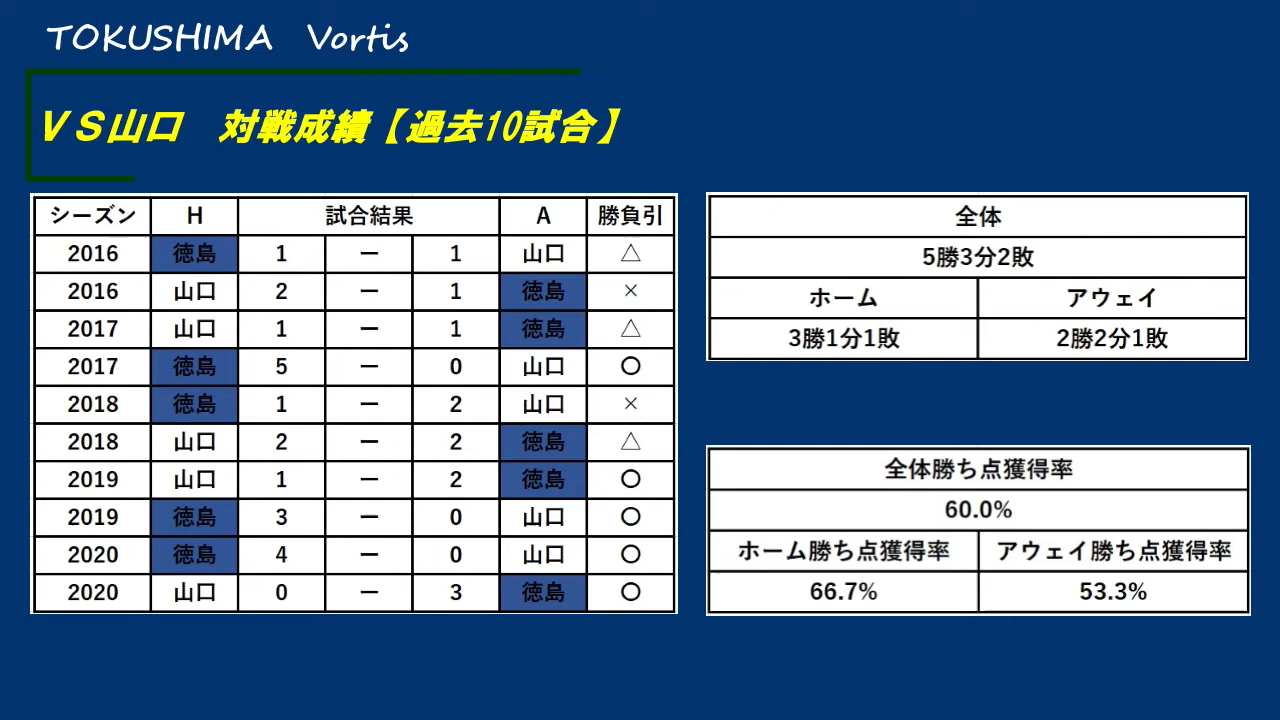 TOKUSHIMA Vortis
ＶＳ山口 対戦成績【過去10試合】
シーズン H 試合結果 A 勝負引
2016 徳島 1 ー 1 山口 △
2016 山口 2 ー 1 徳島 ×
2017 山口 1 ー 1 徳島 △
2017 徳島 5 ー 0 山口 〇
2018 徳島 1 ー 2 山口 ×
2018 山口 2 ー 2 徳島 △
2019 山口 1 ー 2 徳島 〇
2019 徳島 3 ー 0 山口 〇
2020 徳島 4 ー 0 山口 〇
2020 山口 0 ー 3 徳島 〇
全体
5勝3分2敗
ホーム アウェイ
3勝1分1敗 2勝2分1敗
全体勝ち点獲得率
60.0%
ホーム勝ち点獲得率 アウェイ勝ち点獲得率
66.7% 53.3%